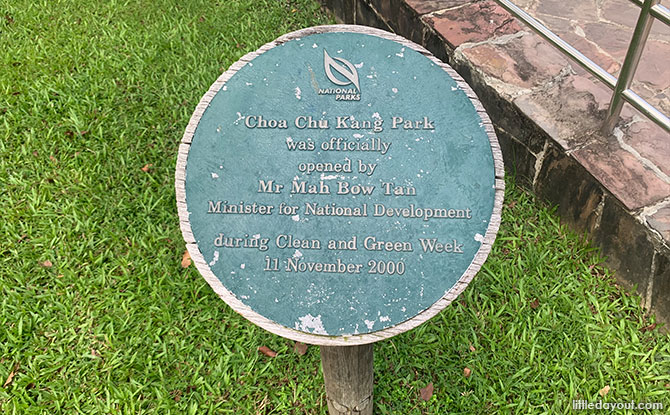 NATIONAL
PARKS
Choa Chu Kang Park
was officially
opened by
Mr Mah Bow Tan
Minister for National Development
during Clean and Green Week
11 November 2000
littledayout.com